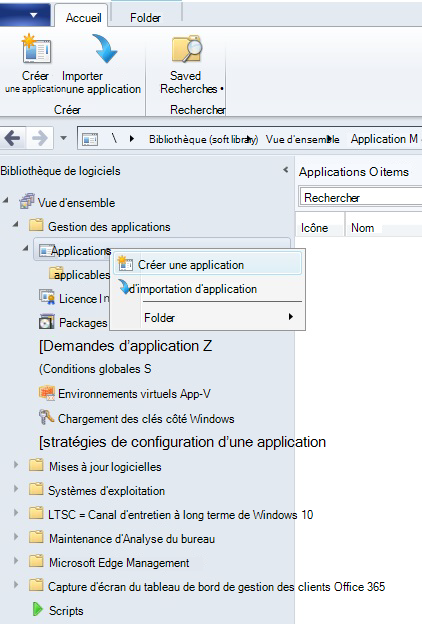 Accueil
Folder
Créer
une application
Importer
une application
Saved
Recherches
Créer
Rechercher
\
Bibliothèque (soft library)
Vue d'ensemble
Application M
Bibliothèque de logiciels
Applications O items
Rechercher
Icône
Nom
Vue d'ensemble
Gestion des applications
Applications
Créer une application
applicables
d'importation d'application
Licence In
Packages
Folder
[Demandes d'application Z
(Conditions globales S
Environnements virtuels App-V
Chargement des clés côté Windows
[stratégies de configuration d'une application
Mises à jour logicielles
Systèmes d'exploitation
LTSC = Canal d'entretien à long terme de Windows 10
Maintenance d'Analyse du bureau
Microsoft Edge Management
Capture d'écran du tableau de bord de gestion des clients Office 365
Scripts